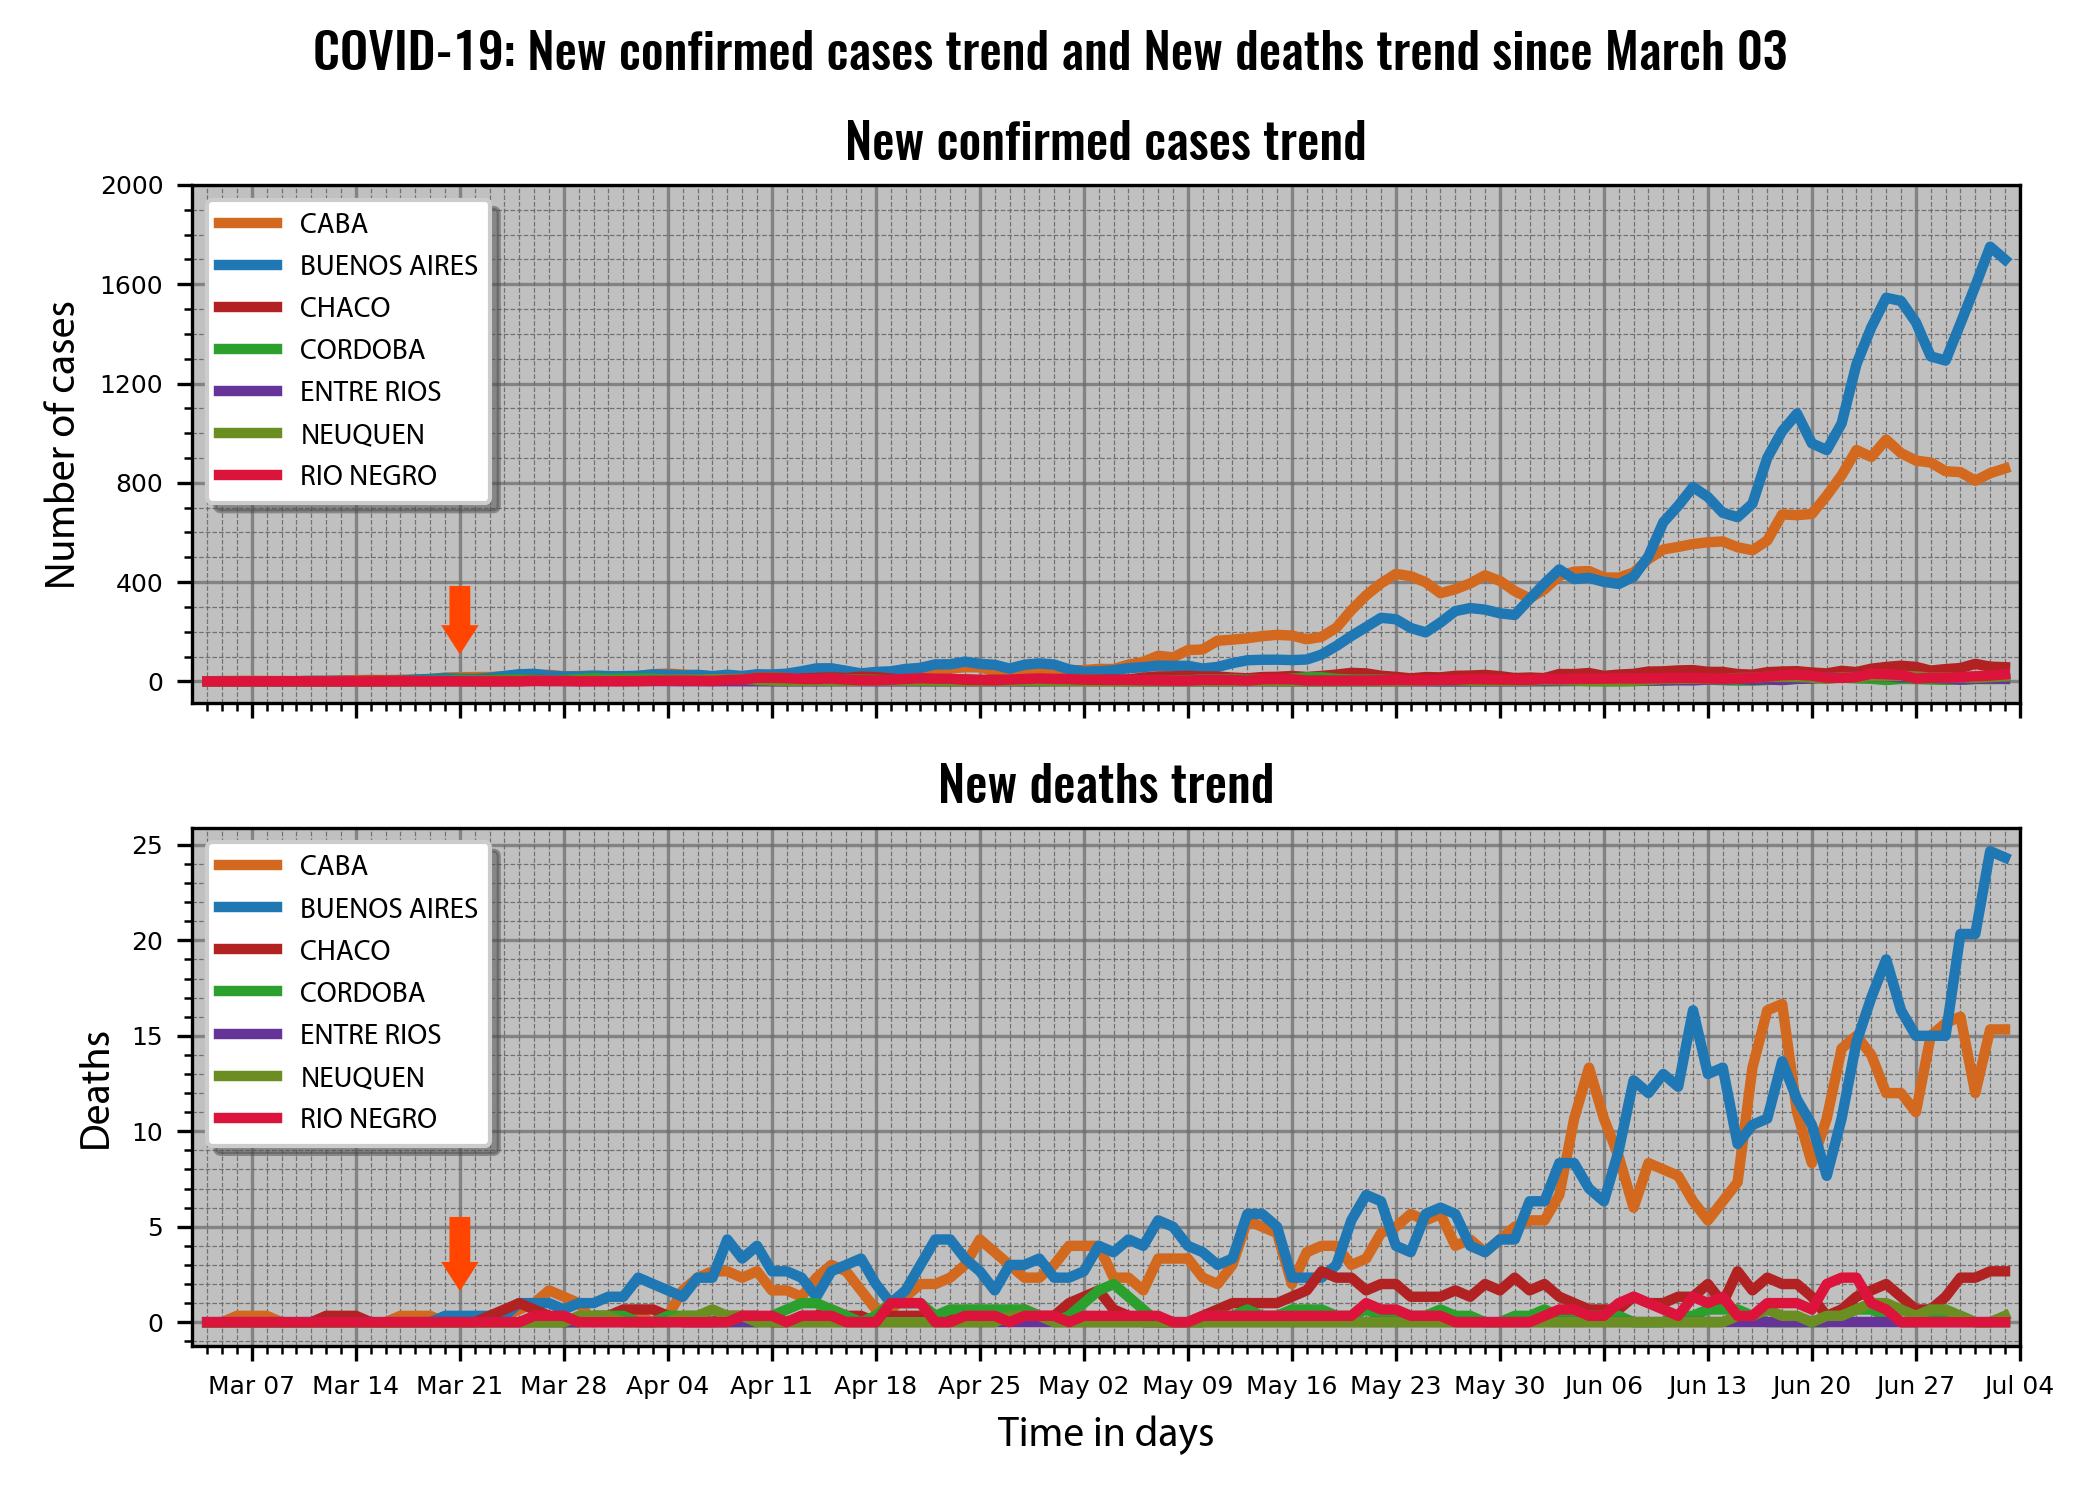 COVID-19: New confirmed cases trend and New deaths trend since March 03
New confirmed cases trend
Number of cases
2000
1600
1200
800
400
0
CABA
BUENOS AIRES
CHACO
CORDOBA
ENTRE RIOS
NEUQUEN
RIO NEGRO
New deaths trend
Deaths
25
20
15
10
5
0
CABA
BUENOS AIRES
CHACO
CORDOBA
ENTRE RIOS
NEUQUEN
RIO NEGRO
Mar 07 Mar 14 Mar 21 Mar 28 Apr 04 Apr 11 Apr 18 Apr 25 May 02 May 09 May 16 May 23 May 30 Jun 06 Jun 13 Jun 20 Jun 27 Jul 04
Time in days